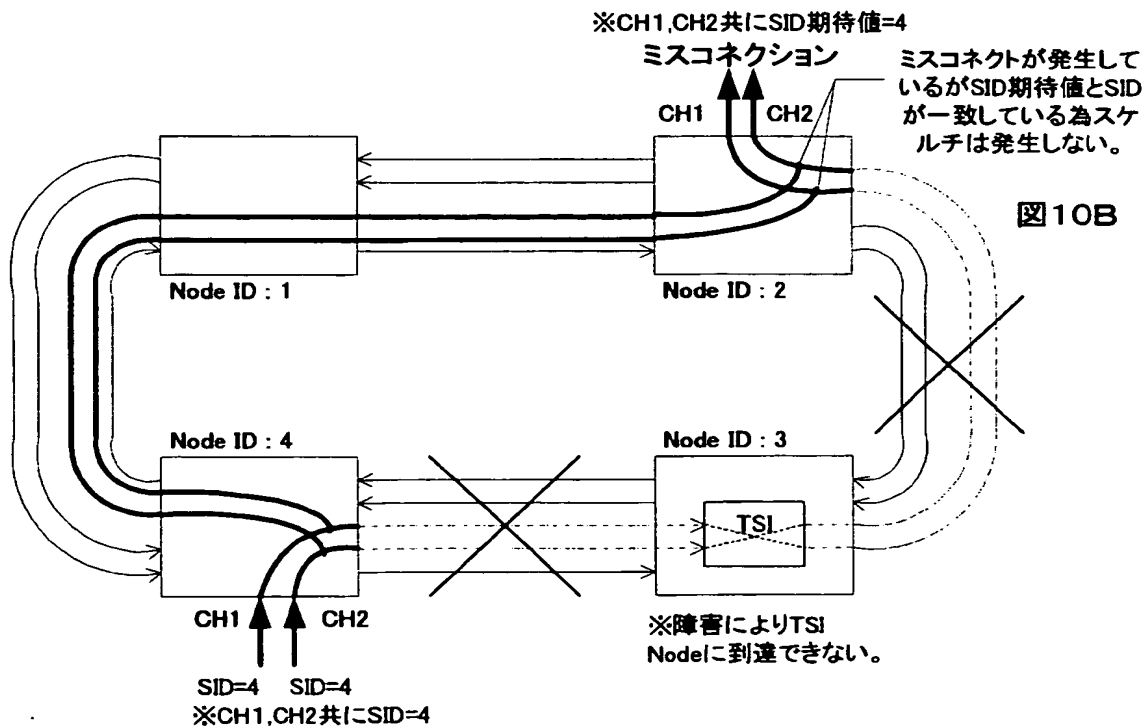 ※CH1,CH2共にSID期待値=4
ミスコネクション
ミスコネクトが発生して
いるがSID期待値とSID
が一致している為スケ
ルチは発生しない。
CH1
CH2
図10B
Node ID : 1
Node ID : 2
Node ID : 4
Node ID : 3
TSI
CH1
CH2
※障害によりTSI
Nodeに到達できない。
SID=4
SID=4
※CH1,CH2共にSID=4